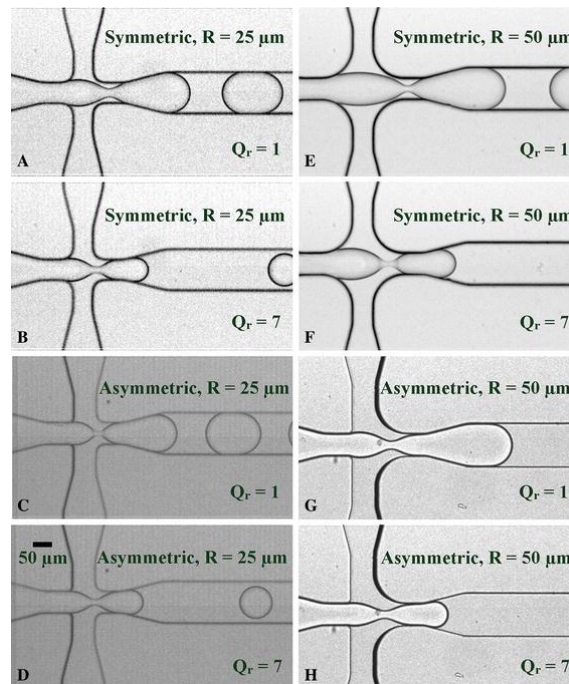 Symmetric, R = 25 µm
A
Qr = 1
Symmetric, R = 25 µm
B
Qr = 7
Asymmetric, R = 25 µm
C
Qr = 1
50 µm
Asymmetric, R = 25 µm
D
Qr = 7
Symmetric, R = 50 µm
E
Qr = 1
Symmetric, R = 50 µm
F
Qr = 7
Asymmetric, R = 50 µm
G
Qr = 1
Asymmetric, R = 50 µm
H
Qr = 7